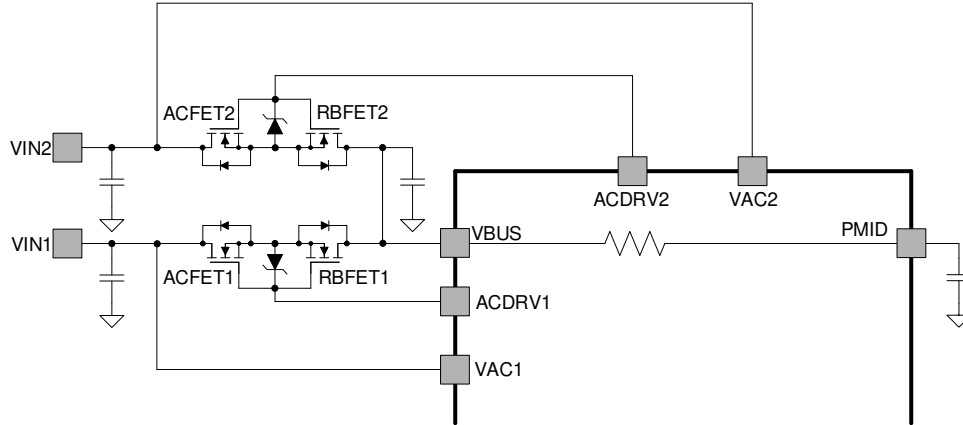 ACFET2
RBFET2
VIN2
ACDRV2
VAC2
VIN1
VBUS
PMID
ACFET1
RBFET1
ACDRV1
VAC1